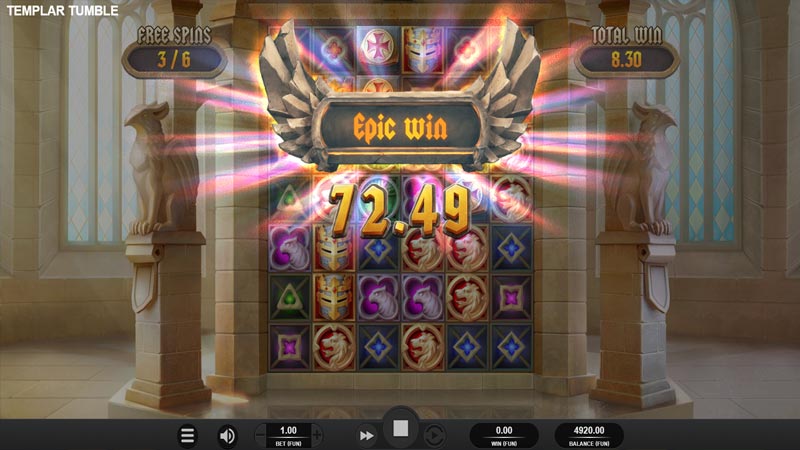 TEMPLAR TUMBLE
FREE SPINS
3 / 6
TOTAL WIN
8.30
Epic win
72.49
1.00
BET (FUN)
0.00
WIN (FUN)
4920.00
BALANCE (FUN)